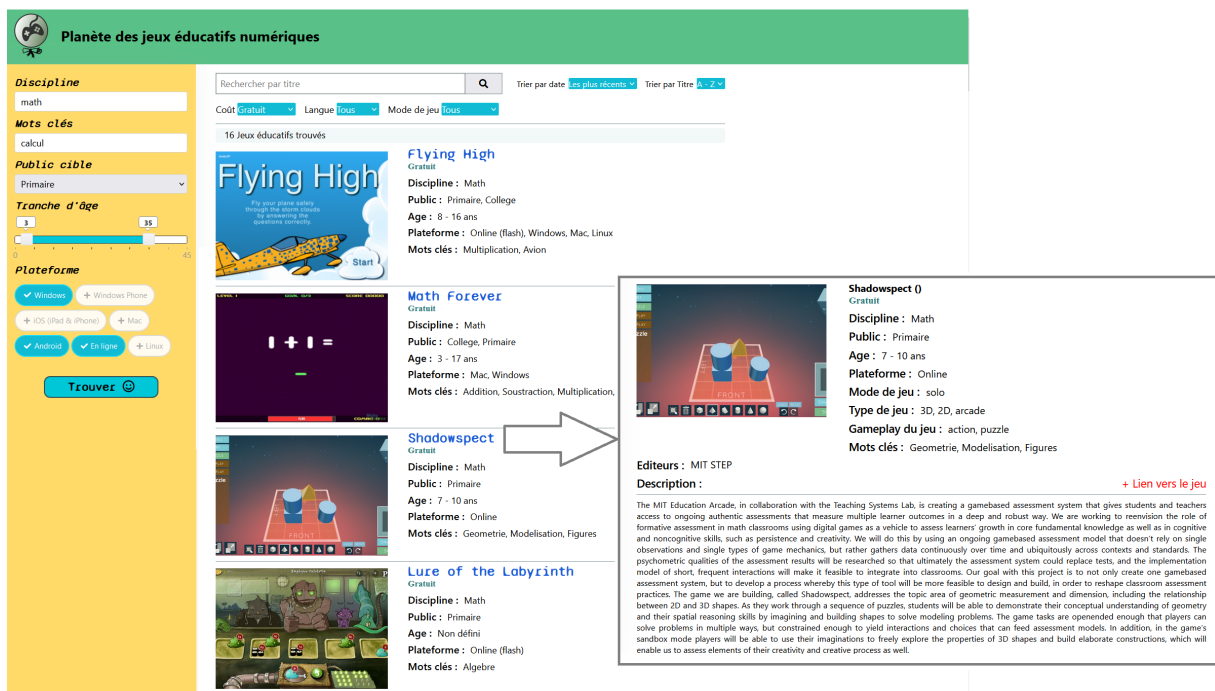 Planète des jeux éducatifs numériques
Discipline
math
Mots clés
calcul
Public cible
Primaire
Tranche d'âge
3
35
0
45
Plateforme
Windows
Windows Phone
iOS (iPad & iPhone)
Mac
Android
En ligne
Linux
Trouver
Rechercher par titre
Trier par date Les plus récents Trier par Titre A - Z
Coût Gratuit Langue Tous Mode de jeu Tous
16 Jeux éducatifs trouvés
Flying High
Fly your plane safely
through the storm clouds
by answering the
questions correctly.
Start
Flying High
Gratuit
Discipline : Math
Public : Primaire, College
Age : 8 - 16 ans
Plateforme : Online (flash), Windows, Mac, Linux
Mots clés : Multiplication, Avion
LEVEL 1
GOAL 0/3
SCORE 00000
1 + 1 =
Math Forever
Gratuit
Discipline : Math
Public : College, Primaire
Age : 3 - 17 ans
Plateforme : Mac, Windows
Mots clés : Addition, Soustraction, Multiplication,
FRONT
Shadowspect
Gratuit
Discipline : Math
Public : Primaire
Age : 7 - 10 ans
Plateforme : Online
Mots clés : Geometrie, Modelisation, Figures
Lure of the Labyrinth
Gratuit
Discipline : Math
Public : Primaire
Age : Non défini
Plateforme : Online (flash)
Mots clés : Algebre
FRONT
Shadowspect ()
Gratuit
Discipline : Math
Public : Primaire
Age : 7 - 10 ans
Plateforme : Online
Mode de jeu : solo
Type de jeu : 3D, 2D, arcade
Gameplay du jeu : action, puzzle
Mots clés : Geometrie, Modelisation, Figures
Editeurs : MIT STEP
Description :
+ Lien vers le jeu
The MIT Education Arcade, in collaboration with the Teaching Systems Lab, is creating a gamebased assessment system that gives students and teachers
access to ongoing authentic assessments that measure multiple learner outcomes in a deep and robust way. We are working to reenvision the role of
formative assessment in math classrooms using digital games as a vehicle to assess learners' growth in core fundamental knowledge as well as in cognitive
and noncognitive skills, such as persistence and creativity. We will do this by using an ongoing gamebased assessment model that doesn't rely on single
observations and single types of game mechanics, but rather gathers data continuously over time and ubiquitously across contexts and standards. The
psychometric qualities of the assessment results will be researched so that ultimately the assessment system could replace tests, and the implementation
model of short, frequent interactions will make it feasible to integrate into classrooms. Our goal with this project is to not only create one gamebased
assessment system, but to develop a process whereby this type of tool will be more feasible to design and build, in order to reshape classroom assessment
practices. The game we are building, called Shadowspect, addresses the topic area of geometric measurement and dimension, including the relationship
between 2D and 3D shapes. As they work through a sequence of puzzles, students will be able to demonstrate their conceptual understanding of geometry
and their spatial reasoning skills by imagining and building shapes to solve modeling problems. The game tasks are openended enough that players can
solve problems in multiple ways, but constrained enough to yield interactions and choices that can feed assessment models. In addition, in the game's
sandbox mode players will be able to use their imaginations to freely explore the properties of 3D shapes and build elaborate constructions, which will
enable us to assess elements of their creativity and creative process as well.